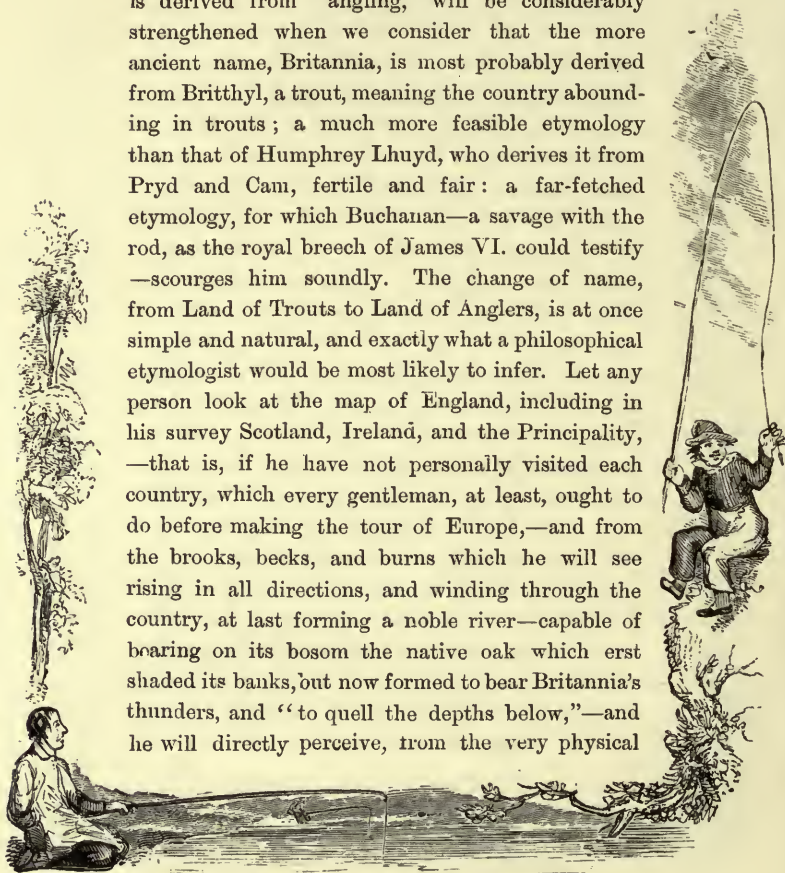 is derived from "angling," will be considerably
strengthened when we consider that the more
ancient name, Britannia, is most probably derived
from Britthyl, a trout, meaning the country abound-
ing in trouts ; a much more feasible etymology
than that of Humphrey Lhuyd, who derives it from
Pryd and Cam, fertile and fair : a far-fetched
etymology, for which Buchanan—a savage with the
rod, as the royal breech of James VI. could testify
—scourges him soundly. The change of name,
from Land of Trouts to Land of Anglers, is at once
simple and natural, and exactly what a philosophical
etymologist would be most likely to infer. Let any
person look at the map of England, including in
his survey Scotland, Ireland, and the Principality,
—that is, if he have not personally visited each
country, which every gentleman, at least, ought to
do before making the tour of Europe,—and from
the brooks, becks, and burns which he will see
rising in all directions, and winding through the
country, at last forming a noble river—capable of
bearing on its bosom the native oak which erst
shaded its banks, but now formed to bear Britannia's
thunders, and "to quell the depths below,"—and
he will directly perceive, from the very physical